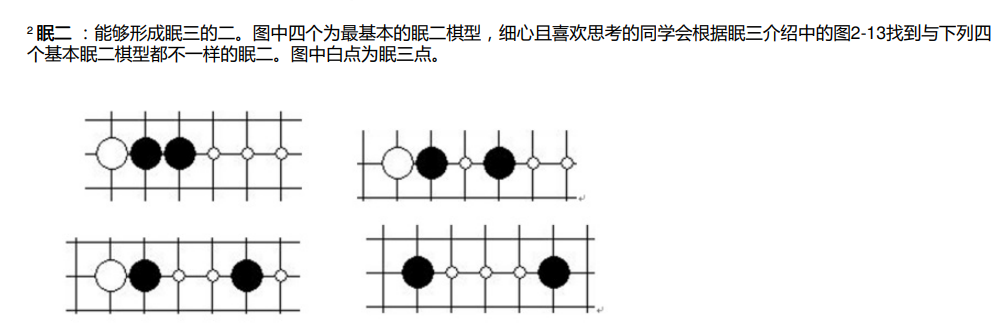 ² 眠二 ：能够形成眠三的二。图中四个为最基本的眠二棋型，细心且喜欢思考的同学会根据眠三介绍中的图2-13找到与下列四
个基本眠二棋型都不一样的眠二。图中白点为眠三点。